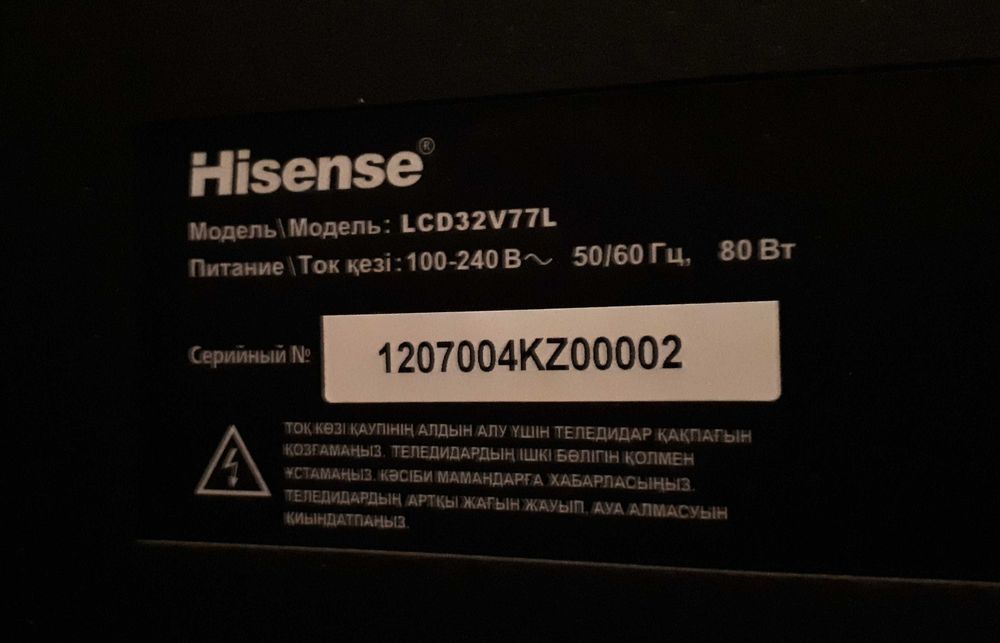 Hisense®
Модель\Модель: LCD32V77L
Питание\Ток қезі: 100-240 В~ 50/60 Гц, 80 Вт
Серийный № 1207004KZ00002
ТОҚ КӨЗІ ҚАУПІНІҢ АЛДЫН АЛУ ҮШІН ТЕЛЕДИДАР ҚАҚПАҒЫН
ҚОЗҒАМАҢЫЗ. ТЕЛЕДИДАРДЫҢ ІШКІ БӨЛІГІН ҚОЛМЕН
ҰСТАМАҢЫЗ. КӘСІБИ МАМАНДАРҒА ХАБАРЛАСЫҢЫЗ.
ТЕЛЕДИДАРДЫҢ АРТҚЫ ЖАҒЫН ЖАУЫП, АУА АЛМАСУЫН
ҚИЫНДАТПАҢЫЗ.